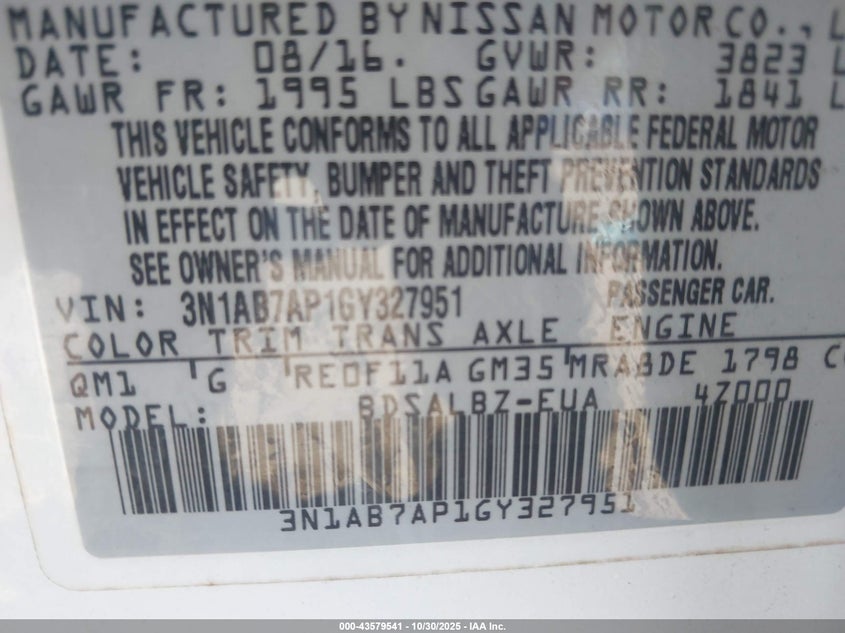 MANUFACTURED BY NISSAN MOTOR CO., L
DATE: 08/16. GVWR: 3823 L
GAWR FR: 1995 LBS GAWR RR: 1841 L
THIS VEHICLE CONFORMS TO ALL APPLICABLE FEDERAL MOTOR
VEHICLE SAFETY, BUMPER AND THEFT PREVENTION STANDARDS
IN EFFECT ON THE DATE OF MANUFACTURE SHOWN ABOVE.
SEE OWNER'S MANUAL FOR ADDITIONAL INFORMATION.
VIN: 3N1AB7AP1GY327951 PASSENGER CAR.
COLOR TRIM TRANS AXLE ENGINE
QM1 G RE0F11A GM35 MRA8DE 1798 C
MODEL: BDSALBZ-EUA 4Z000
3N1AB7AP1GY327951
000-43579541 - 10/30/2025 - IAA Inc.